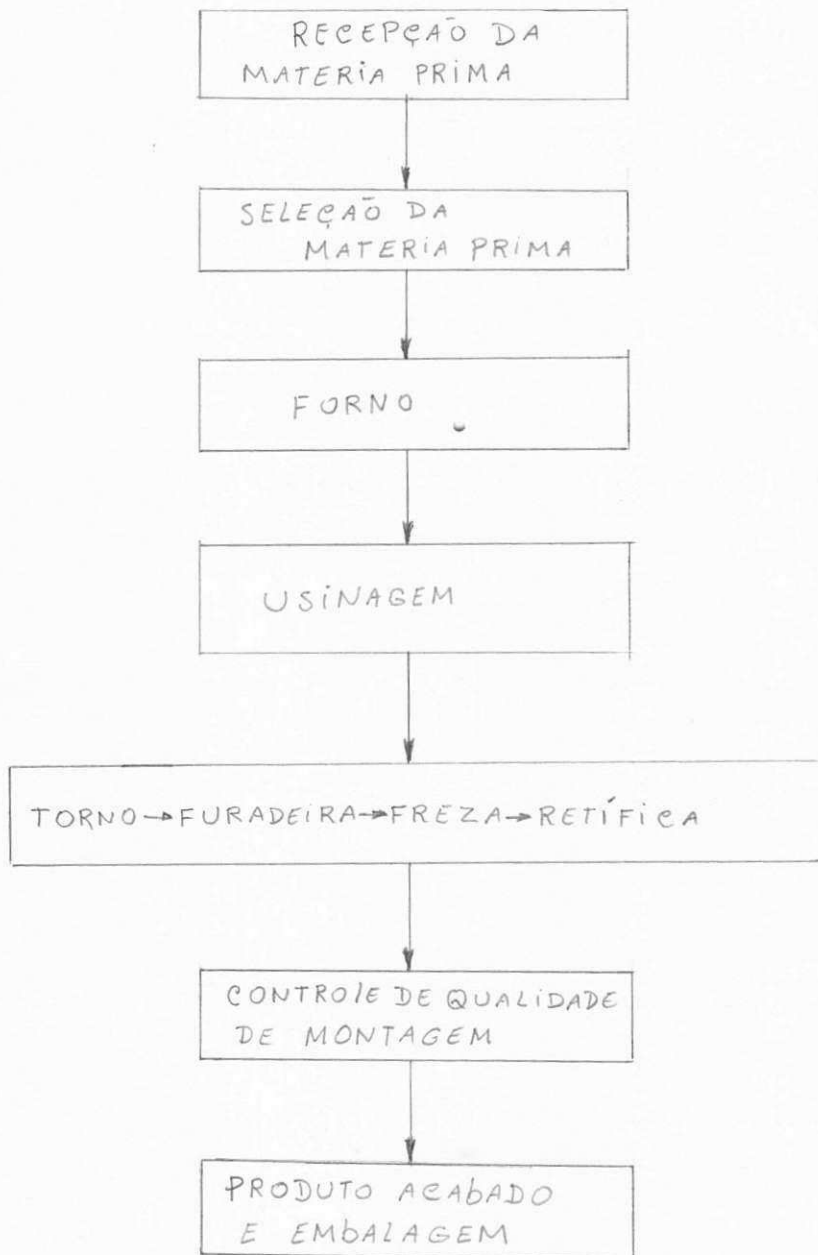 RECEPÇÃO DA
MATERIA PRIMA
SELEÇÃO DA
MATERIA PRIMA
FORNO
USINAGEM
TORNO→FURADEIRA→FREZA→RETÍFICA
CONTROLE DE QUALIDADE
DE MONTAGEM
PRODUTO ACABADO
E EMBALAGEM